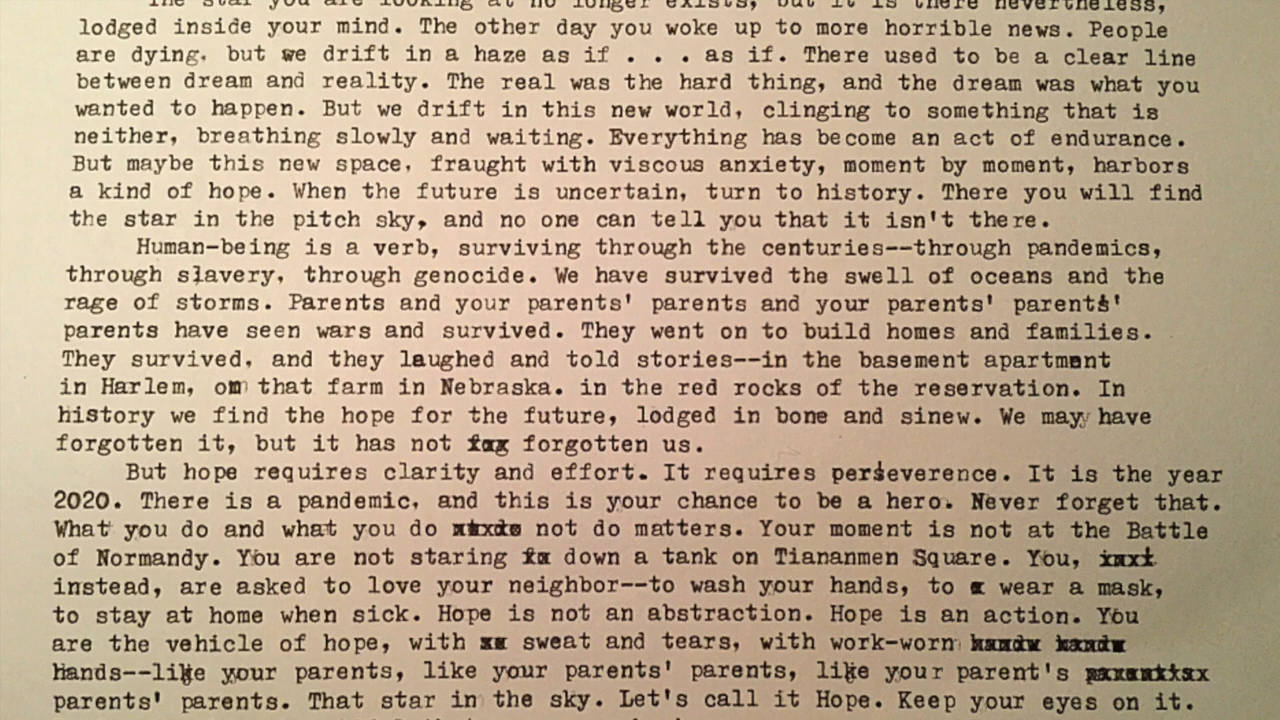 The star you are looking at no longer exists, but it is there nevertheless,
lodged inside your mind. The other day you woke up to more horrible news. People
are dying, but we drift in a haze as if . . . as if. There used to be a clear line
between dream and reality. The real was the hard thing, and the dream was what you
wanted to happen. But we drift in this new world, clinging to something that is
neither, breathing slowly and waiting. Everything has become an act of endurance.
But maybe this new space, fraught with viscous anxiety, moment by moment, harbors
a kind of hope. When the future is uncertain, turn to history. There you will find
the star in the pitch sky, and no one can tell you that it isn't there.
Human-being is a verb, surviving through the centuries--through pandemics,
through slavery, through genocide. We have survived the swell of oceans and the
rage of storms. Parents and your parents' parents and your parents' parents'
parents have seen wars and survived. They went on to build homes and families.
They survived, and they laughed and told stories--in the basement apartment
in Harlem, on that farm in Nebraska. in the red rocks of the reservation. In
history we find the hope for the future, lodged in bone and sinew. We may have
forgotten it, but it has not forgotten us.
But hope requires clarity and effort. It requires perseverence. It is the year
2020. There is a pandemic, and this is your chance to be a hero. Never forget that.
What you do and what you do not do matters. Your moment is not at the Battle
of Normandy. You are not staring down a tank on Tiananmen Square. You,
instead, are asked to love your neighbor--to wash your hands, to wear a mask,
to stay at home when sick. Hope is not an abstraction. Hope is an action. You
are the vehicle of hope, with sweat and tears, with work-worn
hands--like your parents, like your parents' parents, like your parent's
parents' parents. That star in the sky. Let's call it Hope. Keep your eyes on it.